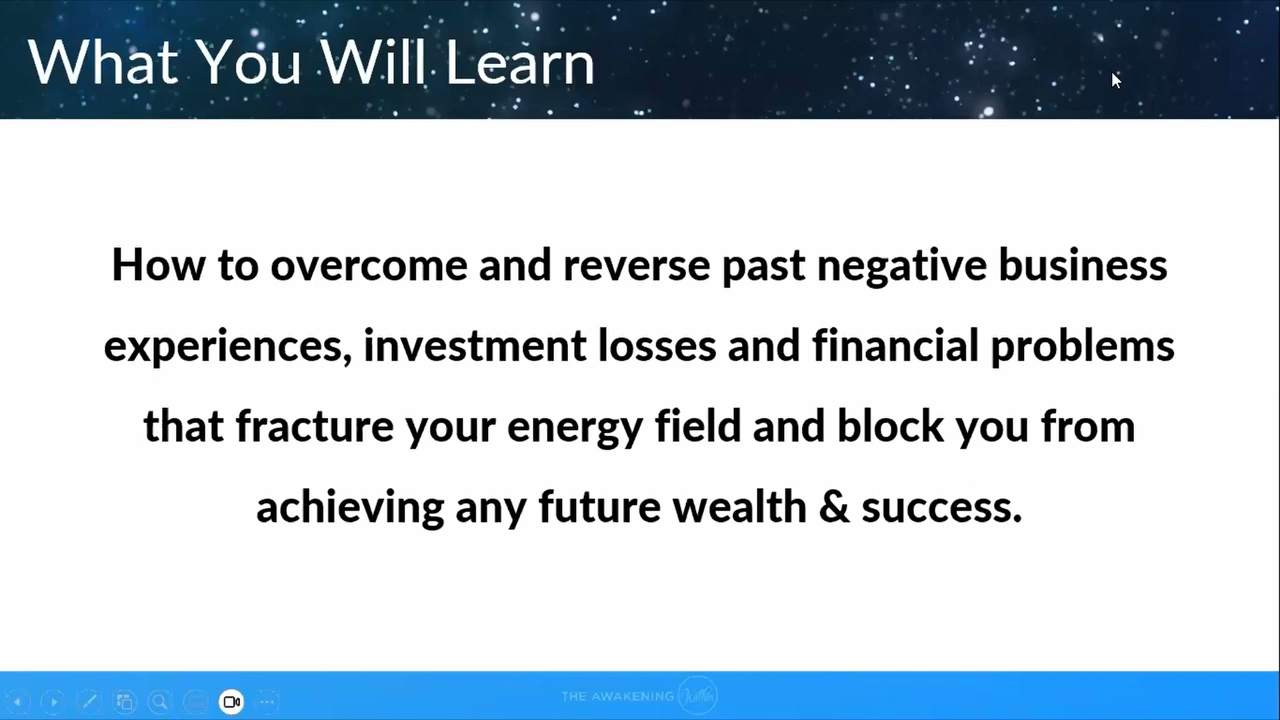 What You Will Learn
How to overcome and reverse past negative business
experiences, investment losses and financial problems
that fracture your energy field and block you from
achieving any future wealth & success.
THE AWAKENING Within